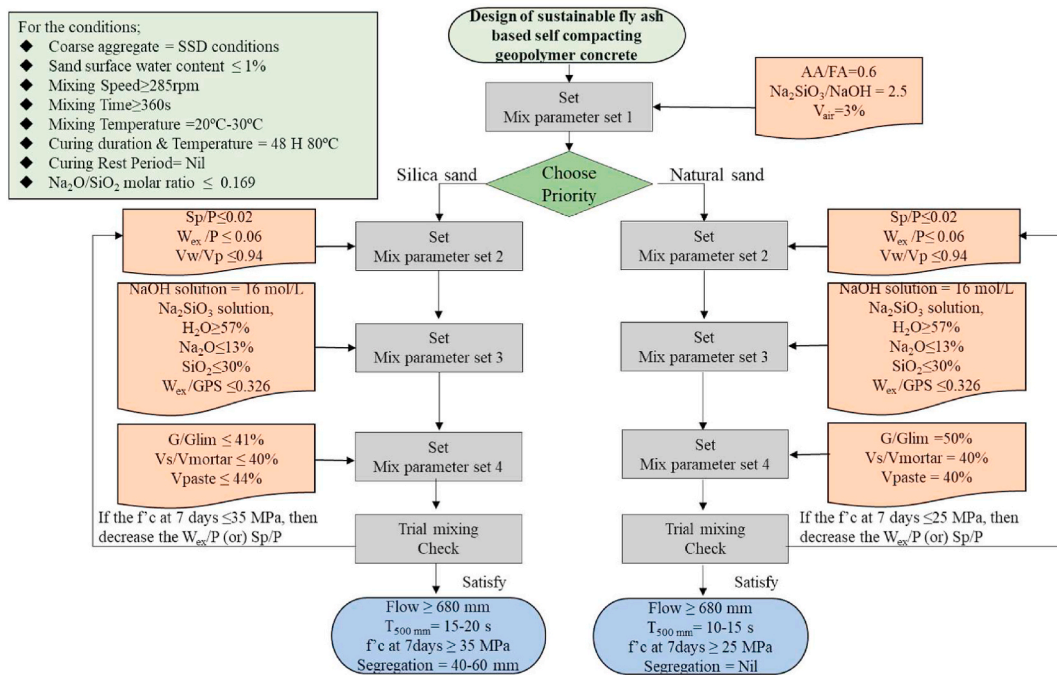 For the conditions;
◆ Coarse aggregate = SSD conditions
◆ Sand surface water content ≤ 1%
◆ Mixing Speed≥285rpm
◆ Mixing Time≥360s
◆ Mixing Temperature =20ºC-30ºC
◆ Curing duration & Temperature = 48 H 80ºC
◆ Curing Rest Period= Nil
◆ Na₂O/SiO₂ molar ratio ≤ 0.169
Design of sustainable fly ash
based self compacting
geopolymer concrete
Set
Mix parameter set 1
AA/FA=0.6
Na₂SiO₃/NaOH = 2.5
Vair=3%
Choose
Priority
Silica sand
Natural sand
Sp/P≤0.02
Wex /P ≤ 0.06
Vw/Vp ≤0.94
Set
Mix parameter set 2
NaOH solution = 16 mol/L
Na₂SiO₃ solution,
H₂O≥57%
Na₂O≤13%
SiO₂≤30%
Wex /GPS ≤0.326
Set
Mix parameter set 3
G/Glim ≤ 41%
Vs/Vmortar ≤ 40%
Vpaste ≤ 44%
Set
Mix parameter set 4
If the f’c at 7 days ≤35 MPa, then
decrease the Wex/P (or) Sp/P
Trial mixing
Check
Satisfy
Flow ≥ 680 mm
T500 mm= 15-20 s
f’c at 7days ≥ 35 MPa
Segregation = 40-60 mm
Set
Mix parameter set 2
Sp/P≤0.02
Wex /P≤ 0.06
Vw/Vp ≤0.94
Set
Mix parameter set 3
NaOH solution = 16 mol/L
Na₂SiO₃ solution,
H₂O≥57%
Na₂O≤13%
SiO₂≤30%
Wex /GPS ≤0.326
Set
Mix parameter set 4
G/Glim =50%
Vs/Vmortar = 40%
Vpaste = 40%
Trial mixing
Check
If the f’c at 7 days ≤25 MPa, then
decrease the Wex/P (or) Sp/P
Satisfy
Flow ≥ 680 mm
T500 mm= 10-15 s
f’c at 7days ≥ 25 MPa
Segregation = Nil